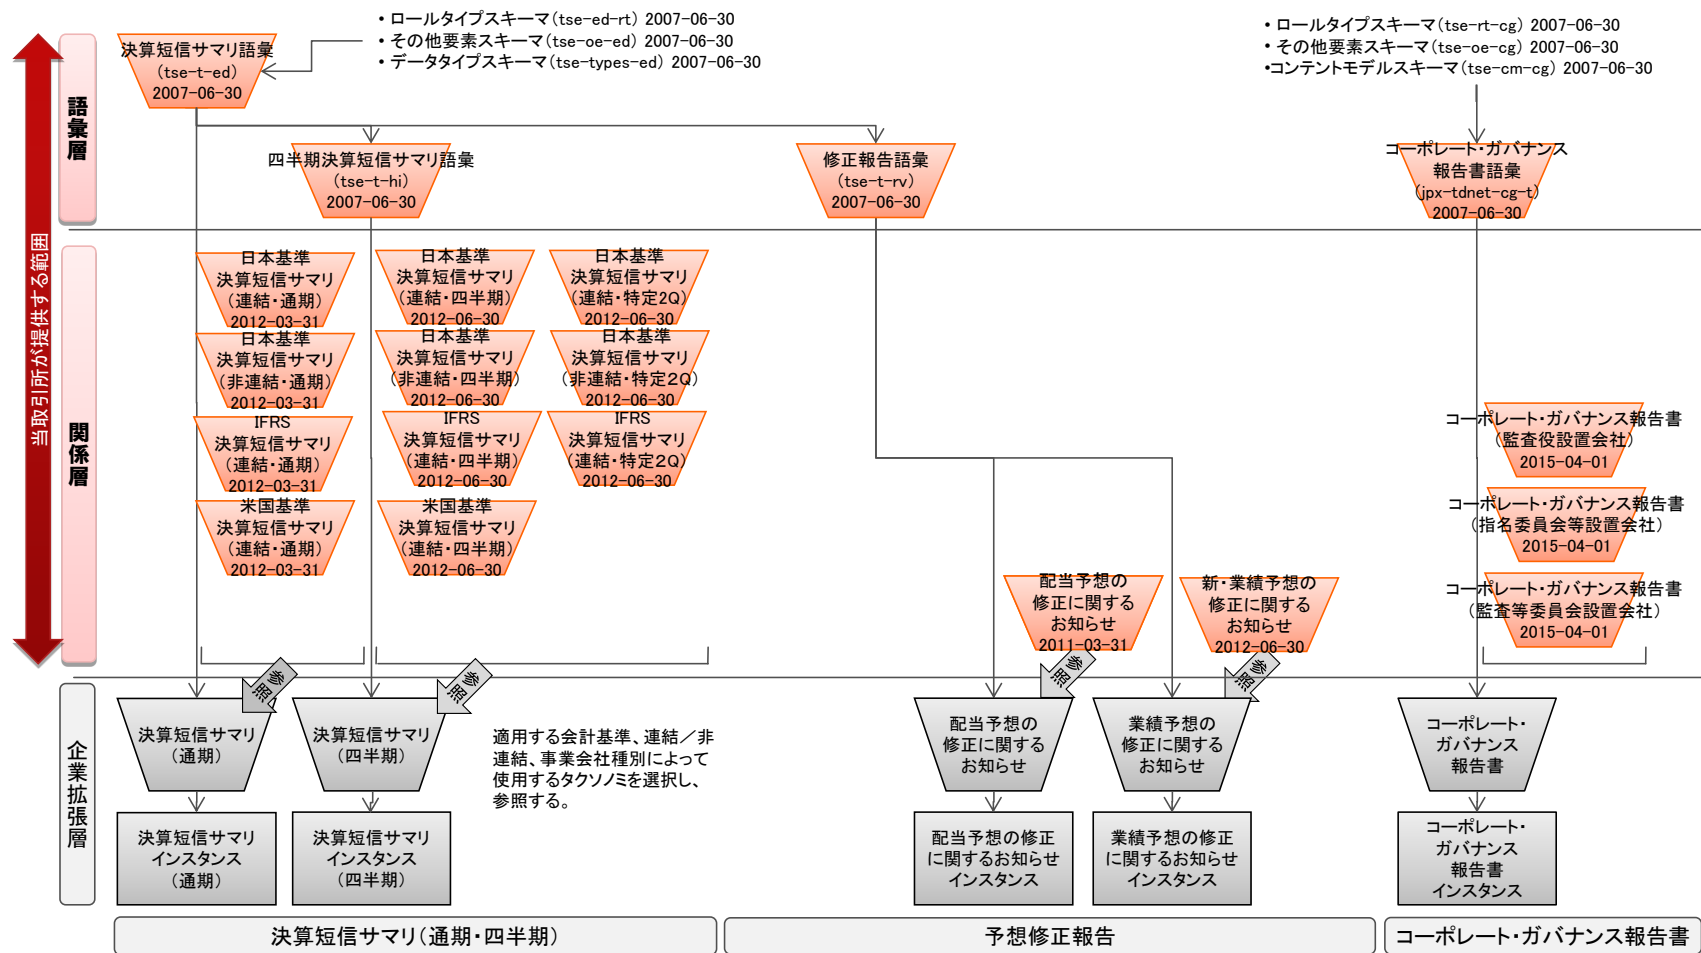 ・ロールタイプスキーマ(tse-ed-rt) 2007-06-30
・その他要素スキーマ(tse-oe-ed) 2007-06-30
・データタイプスキーマ(tse-types-ed) 2007-06-30
・ロールタイプスキーマ(tse-rt-cg) 2007-06-30
・その他要素スキーマ(tse-oe-cg) 2007-06-30
・コンテントモデルスキーマ(tse-cm-cg) 2007-06-30
当取引所が提供する範囲
語彙層
決算短信サマリ語彙
(tse-t-ed)
2007-06-30
四半期決算短信サマリ語彙
(tse-t-hi)
2007-06-30
修正報告語彙
(tse-t-rv)
2007-06-30
コーポレート・ガバナンス
報告書語彙
(jpx-tdnet-cg-t)
2007-06-30
関係層
日本基準
決算短信サマリ
(連結・通期)
2012-03-31
日本基準
決算短信サマリ
(連結・四半期)
2012-06-30
日本基準
決算短信サマリ
(連結・特定2Q)
2012-06-30
日本基準
決算短信サマリ
(非連結・通期)
2012-03-31
日本基準
決算短信サマリ
(非連結・四半期)
2012-06-30
日本基準
決算短信サマリ
(非連結・特定2Q)
2012-06-30
IFRS
決算短信サマリ
(連結・通期)
2012-03-31
IFRS
決算短信サマリ
(連結・四半期)
2012-06-30
IFRS
決算短信サマリ
(連結・特定2Q)
2012-06-30
米国基準
決算短信サマリ
(連結・通期)
2012-03-31
米国基準
決算短信サマリ
(連結・四半期)
2012-06-30
配当予想の
修正に関する
お知らせ
2011-03-31
新・業績予想の
修正に関する
お知らせ
2012-06-30
コーポレート・ガバナンス報告書
(監査役設置会社)
2015-04-01
コーポレート・ガバナンス報告書
(指名委員会等設置会社)
2015-04-01
コーポレート・ガバナンス報告書
(監査等委員会設置会社)
2015-04-01
参照
参照
参照
参照
企業拡張層
決算短信サマリ
(通期)
決算短信サマリ
(四半期)
適用する会計基準、連結/非
連結、事業会社種別によって
使用するタクソノミを選択し、
参照する。
配当予想の
修正に関する
お知らせ
業績予想の
修正に関する
お知らせ
コーポレート・
ガバナンス
報告書
決算短信サマリ
インスタンス
(通期)
決算短信サマリ
インスタンス
(四半期)
配当予想の修正
に関するお知らせ
インスタンス
業績予想の修正
に関するお知らせ
インスタンス
コーポレート・
ガバナンス
報告書
インスタンス
決算短信サマリ(通期・四半期)
予想修正報告
コーポレート・ガバナンス報告書